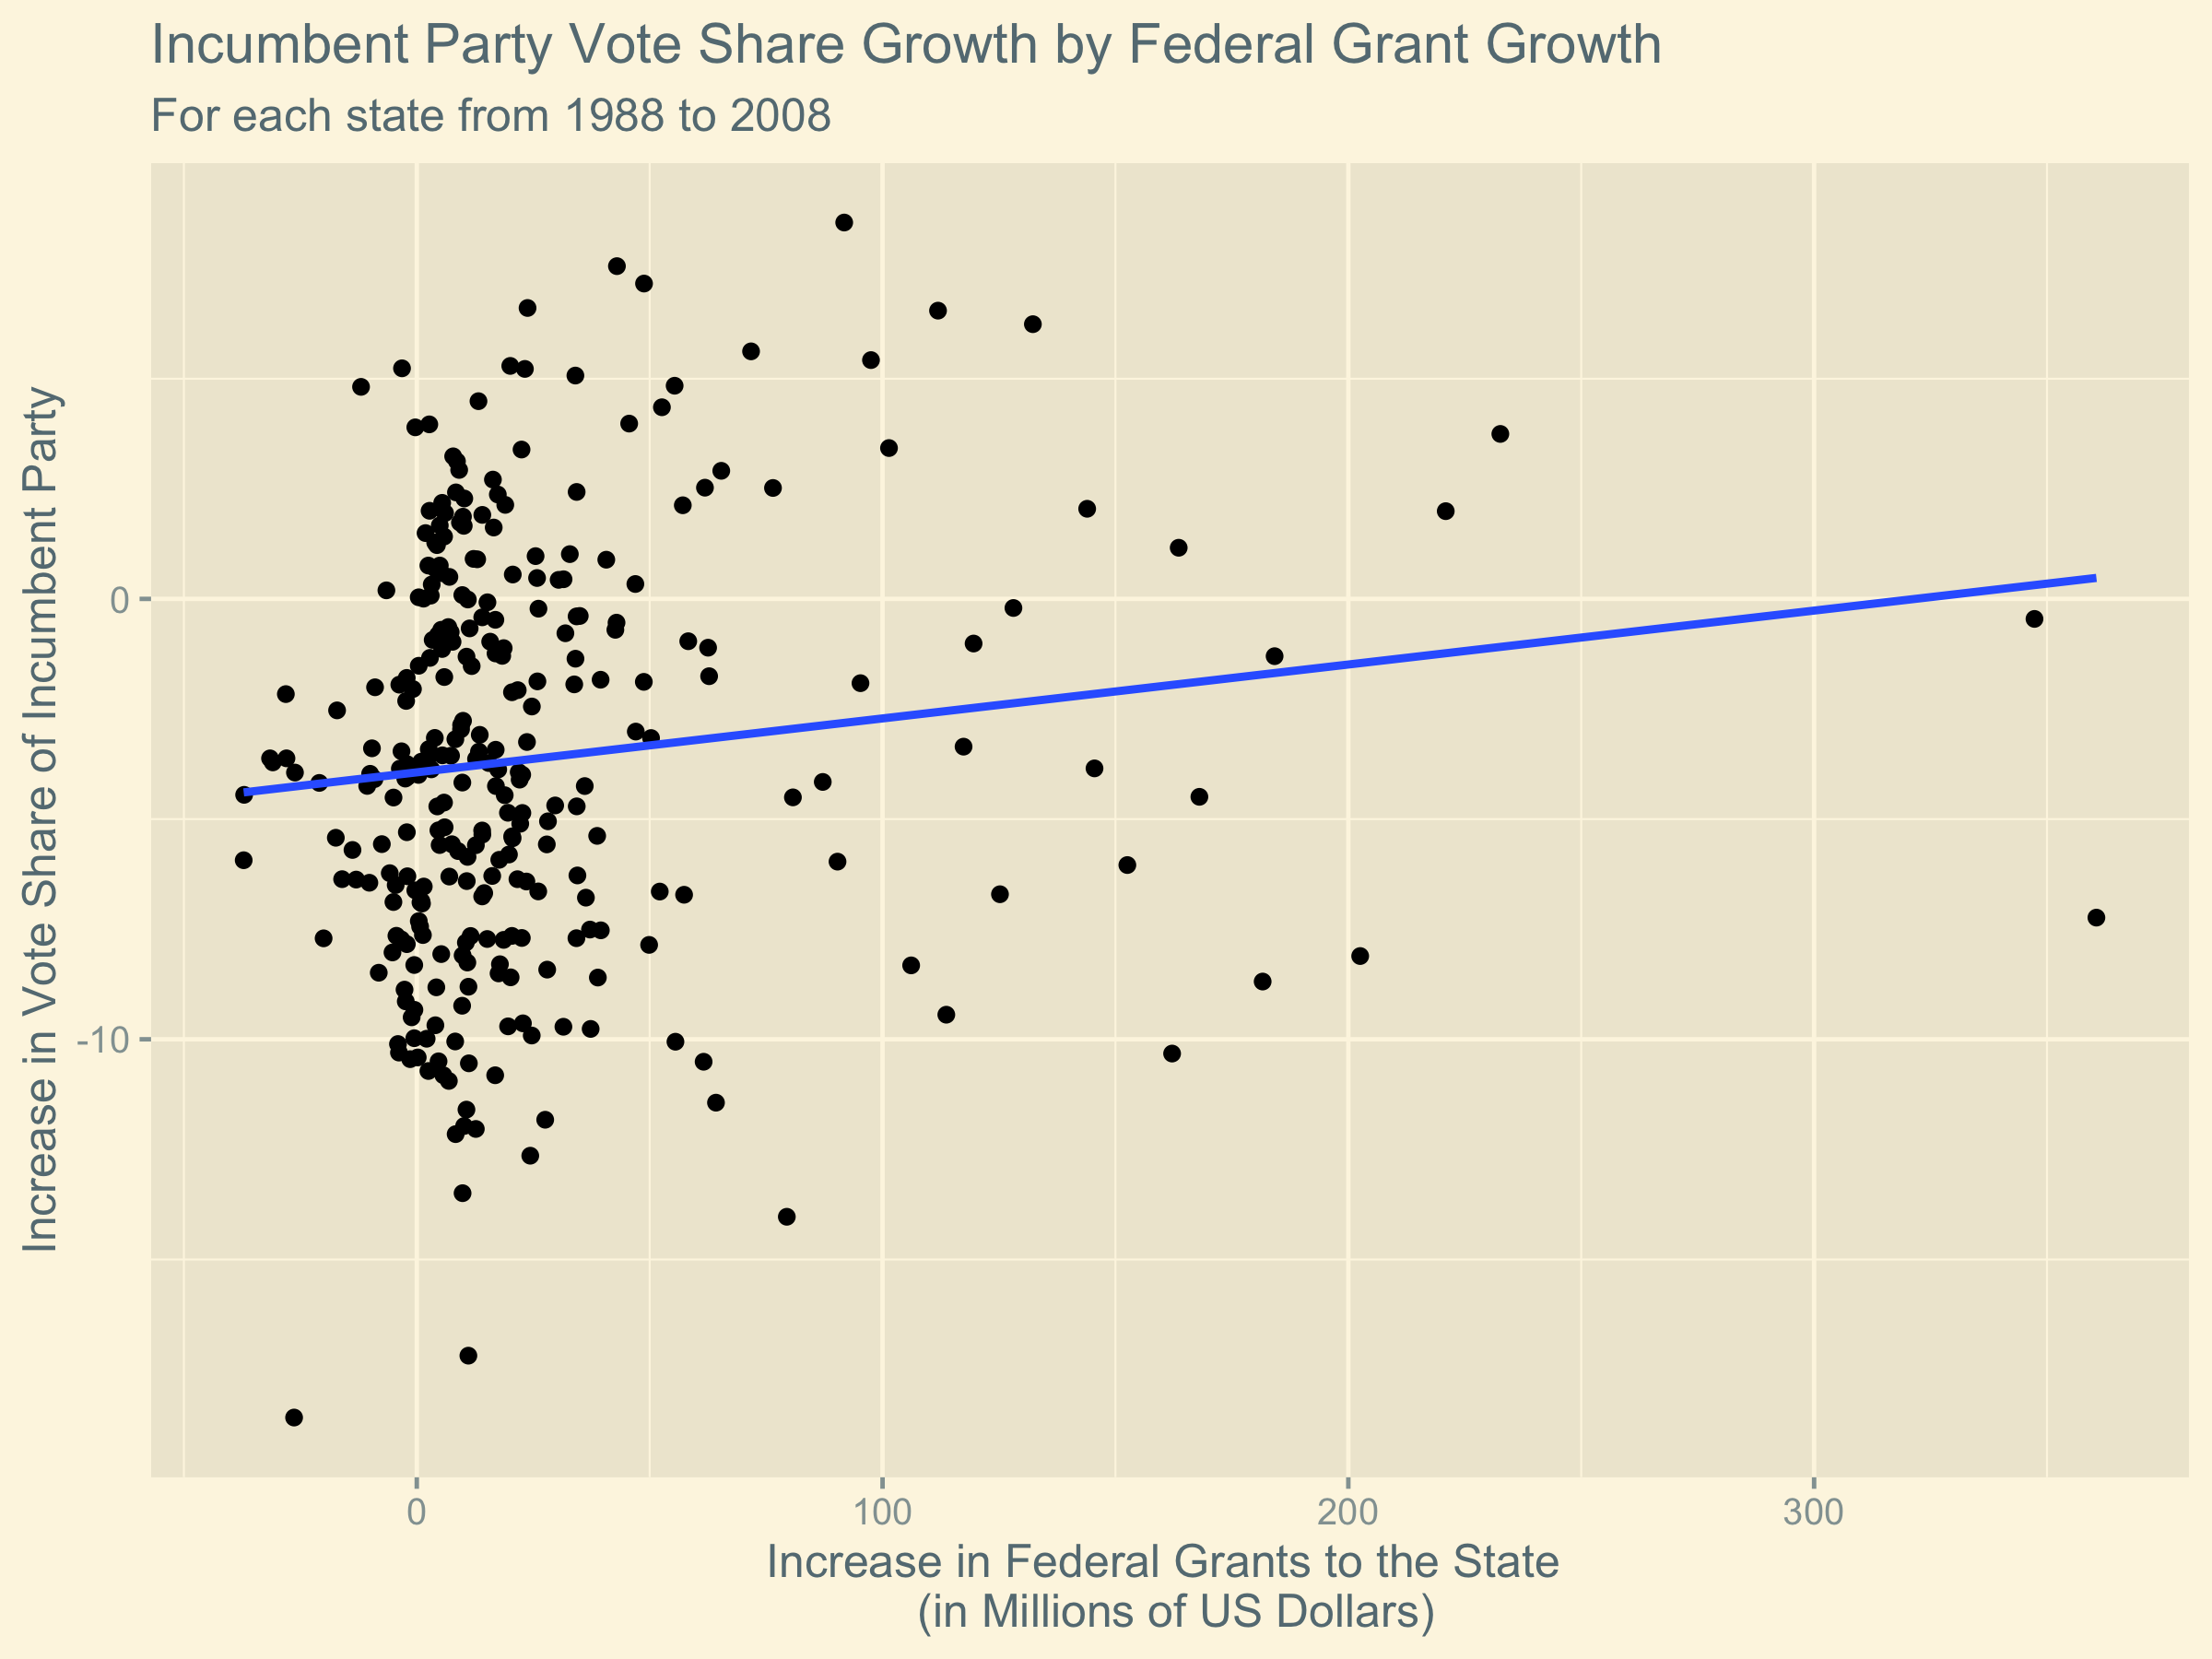 Incumbent Party Vote Share Growth by Federal Grant Growth
For each state from 1988 to 2008
Increase in Vote Share of Incumbent Party
0
-10
0
100
200
300
Increase in Federal Grants to the State
(in Millions of US Dollars)